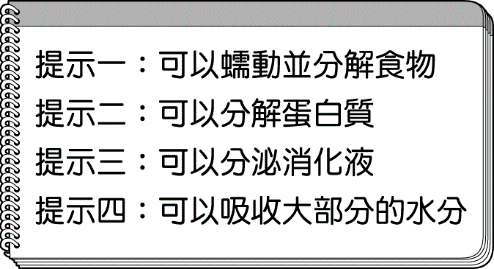 提示一：可以蠕動並分解食物
提示二：可以分解蛋白質
提示三：可以分泌消化液
提示四：可以吸收大部分的水分